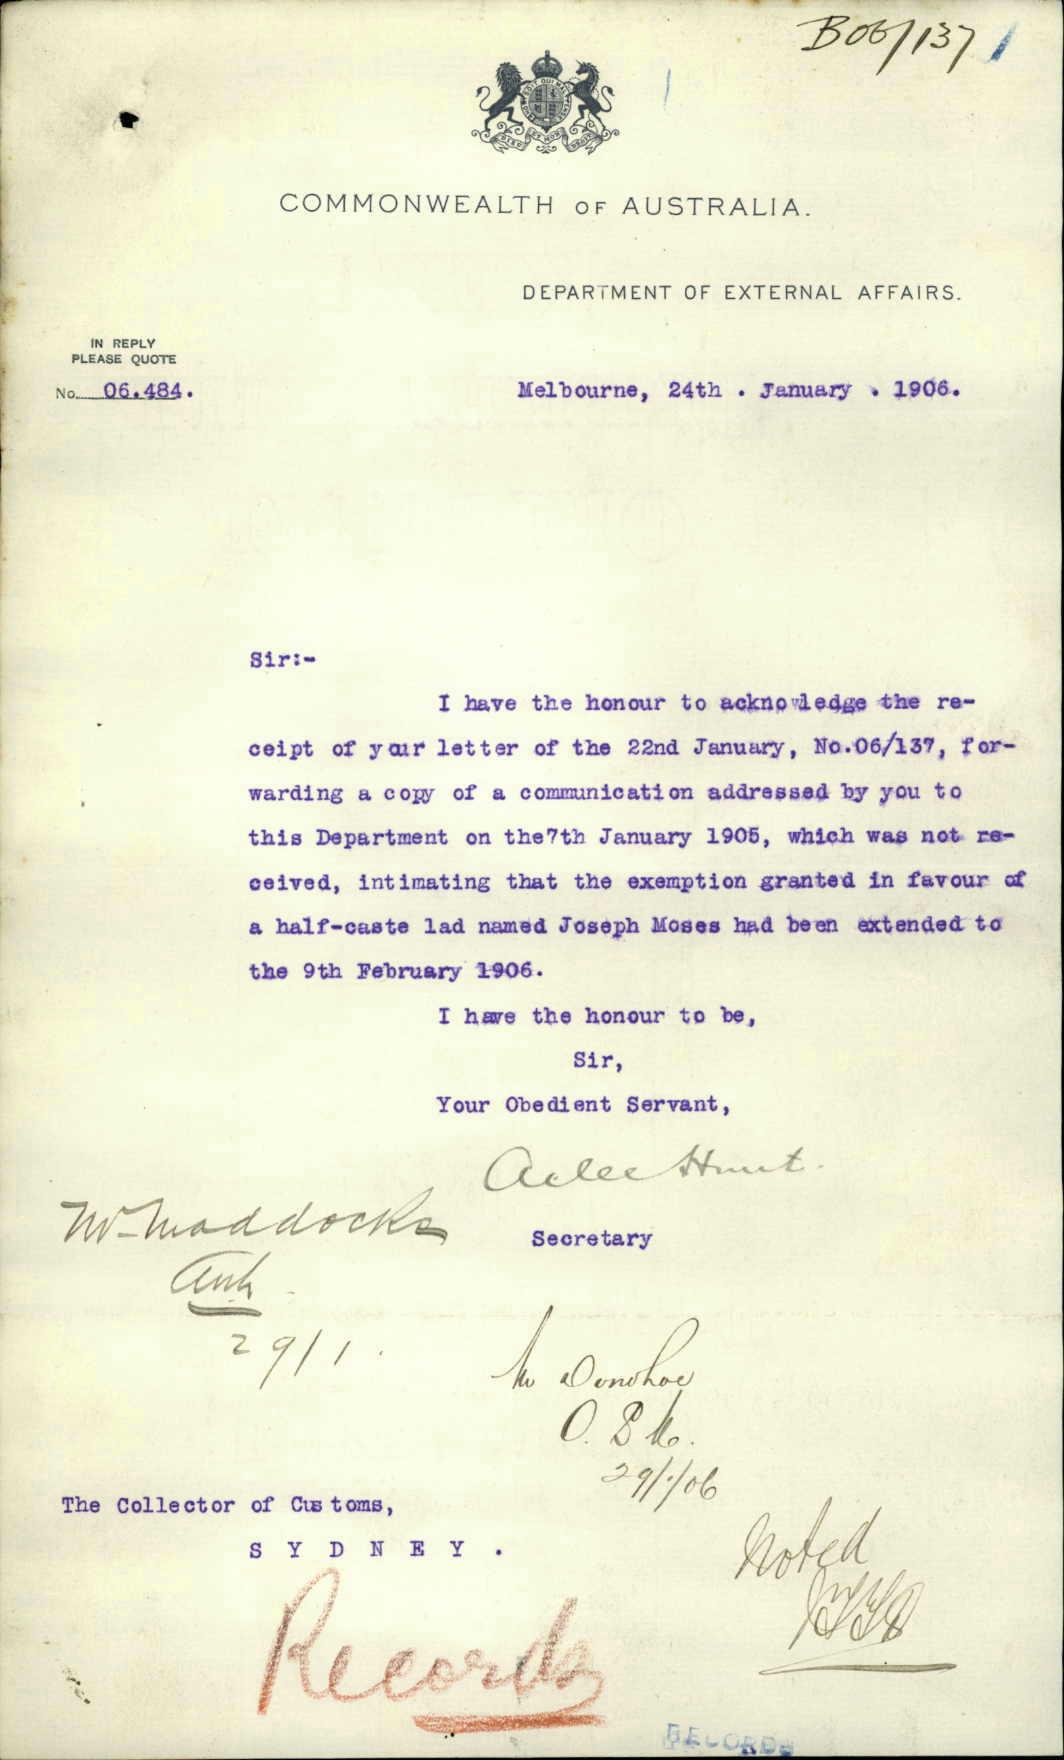 B06/137
COMMONWEALTH OF AUSTRALIA.
DEPARTMENT OF EXTERNAL AFFAIRS.
IN REPLY
PLEASE QUOTE
No. 06.484.
Melbourne, 24th . January . 1906.
Sir:-
I have the honour to acknowledge the re-
ceipt of your letter of the 22nd January, No.06/137, for-
warding a copy of a communication addressed by you to
this Department on the7th January 1905, which was not re-
ceived, intimating that the exemption granted in favour of
a half-caste lad named Joseph Moses had been extended to
the 9th February 1906.
I have the honour to be,
Sir,
Your Obedient Servant,
Atlee Hunt.
Secretary
Mr Maddocks
29/1.
Mr Donohoe
29/1/06
The Collector of Customs,
SYDNEY.
Noted
Records
RECORDS